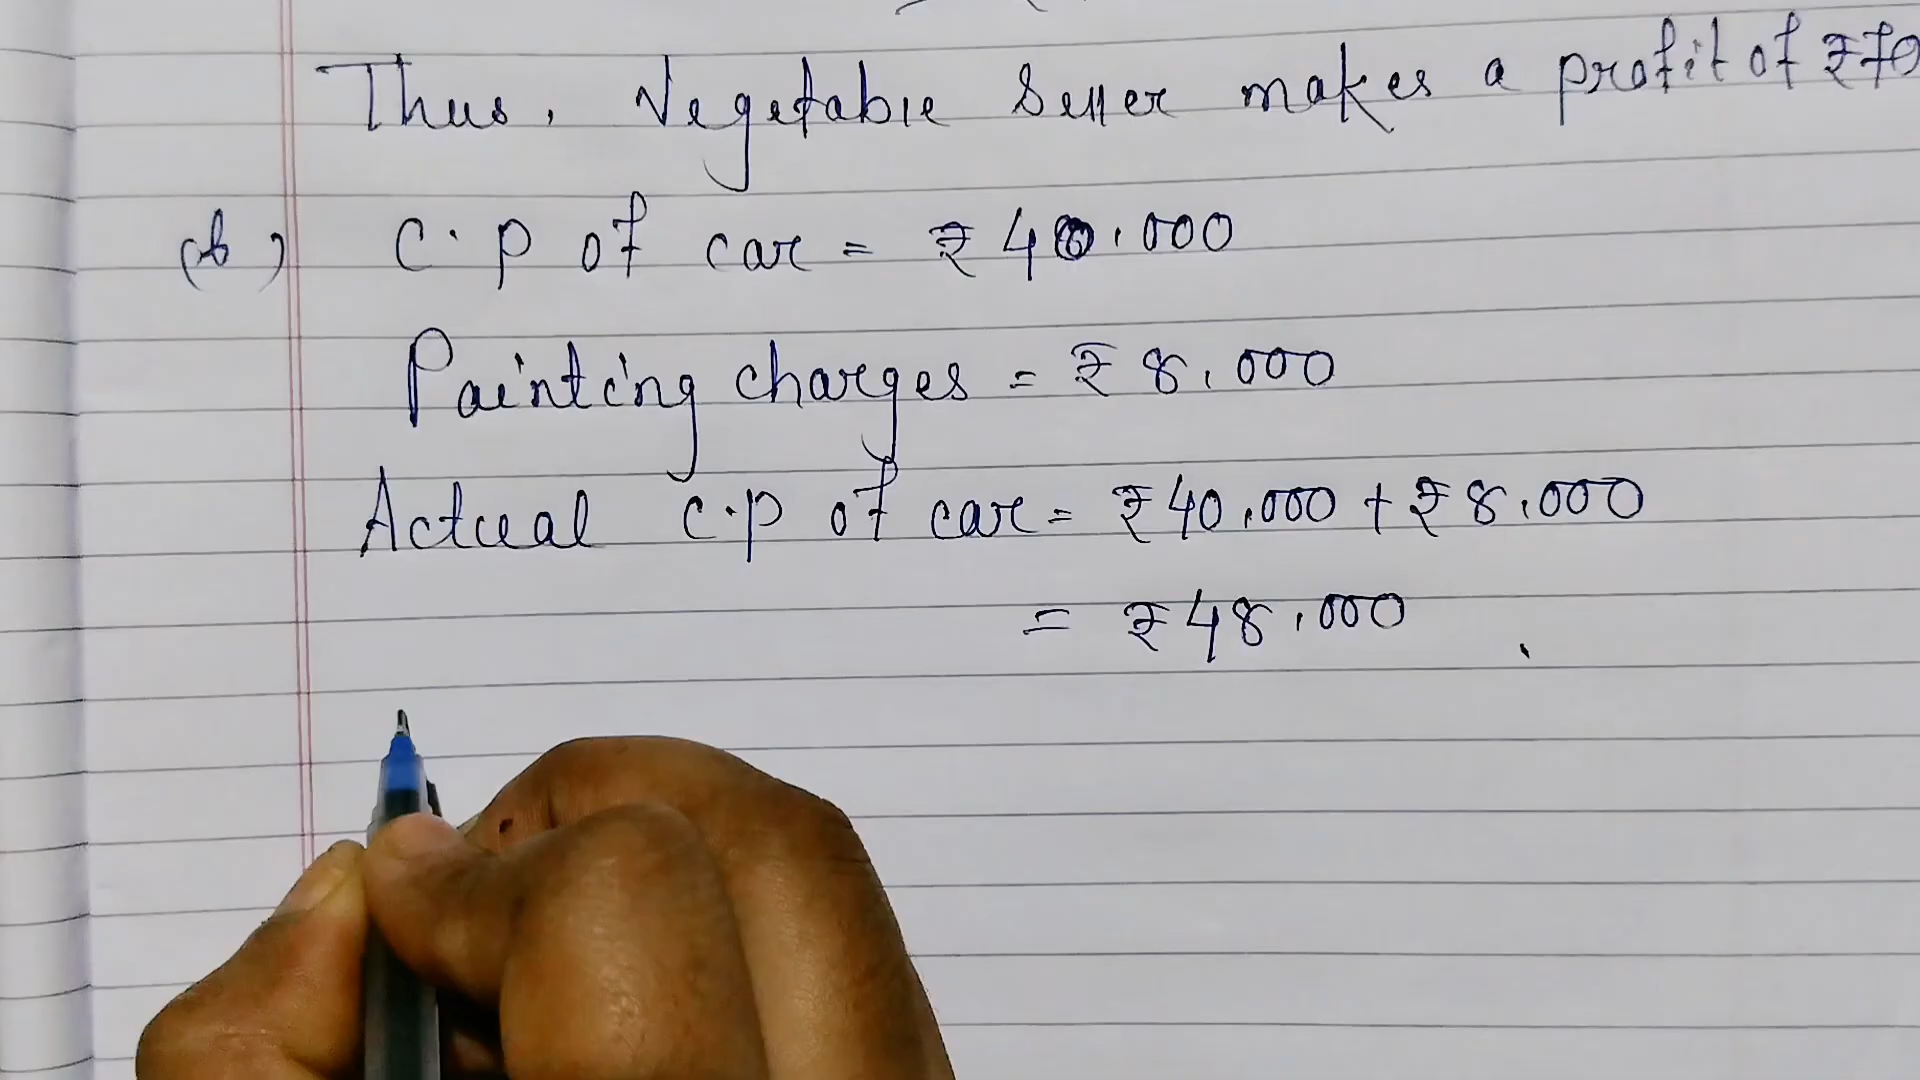 Thus, Vegetable Seller makes a profit of ₹70
(b) C.P of car = ₹ 40,000
Painting charges = ₹ 8,000
Actual C.P of car = ₹40,000 + ₹8,000
= ₹48,000